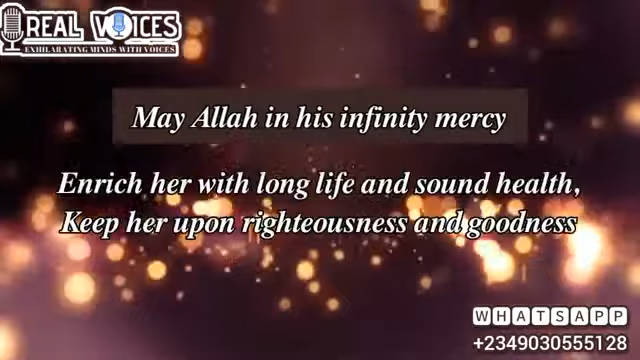 REAL VOICES
EXHILARATING MINDS WITH VOICES
May Allah in his infinity mercy
Enrich her with long life and sound health,
Keep her upon righteousness and goodness
WHATSAPP
+2349030555128